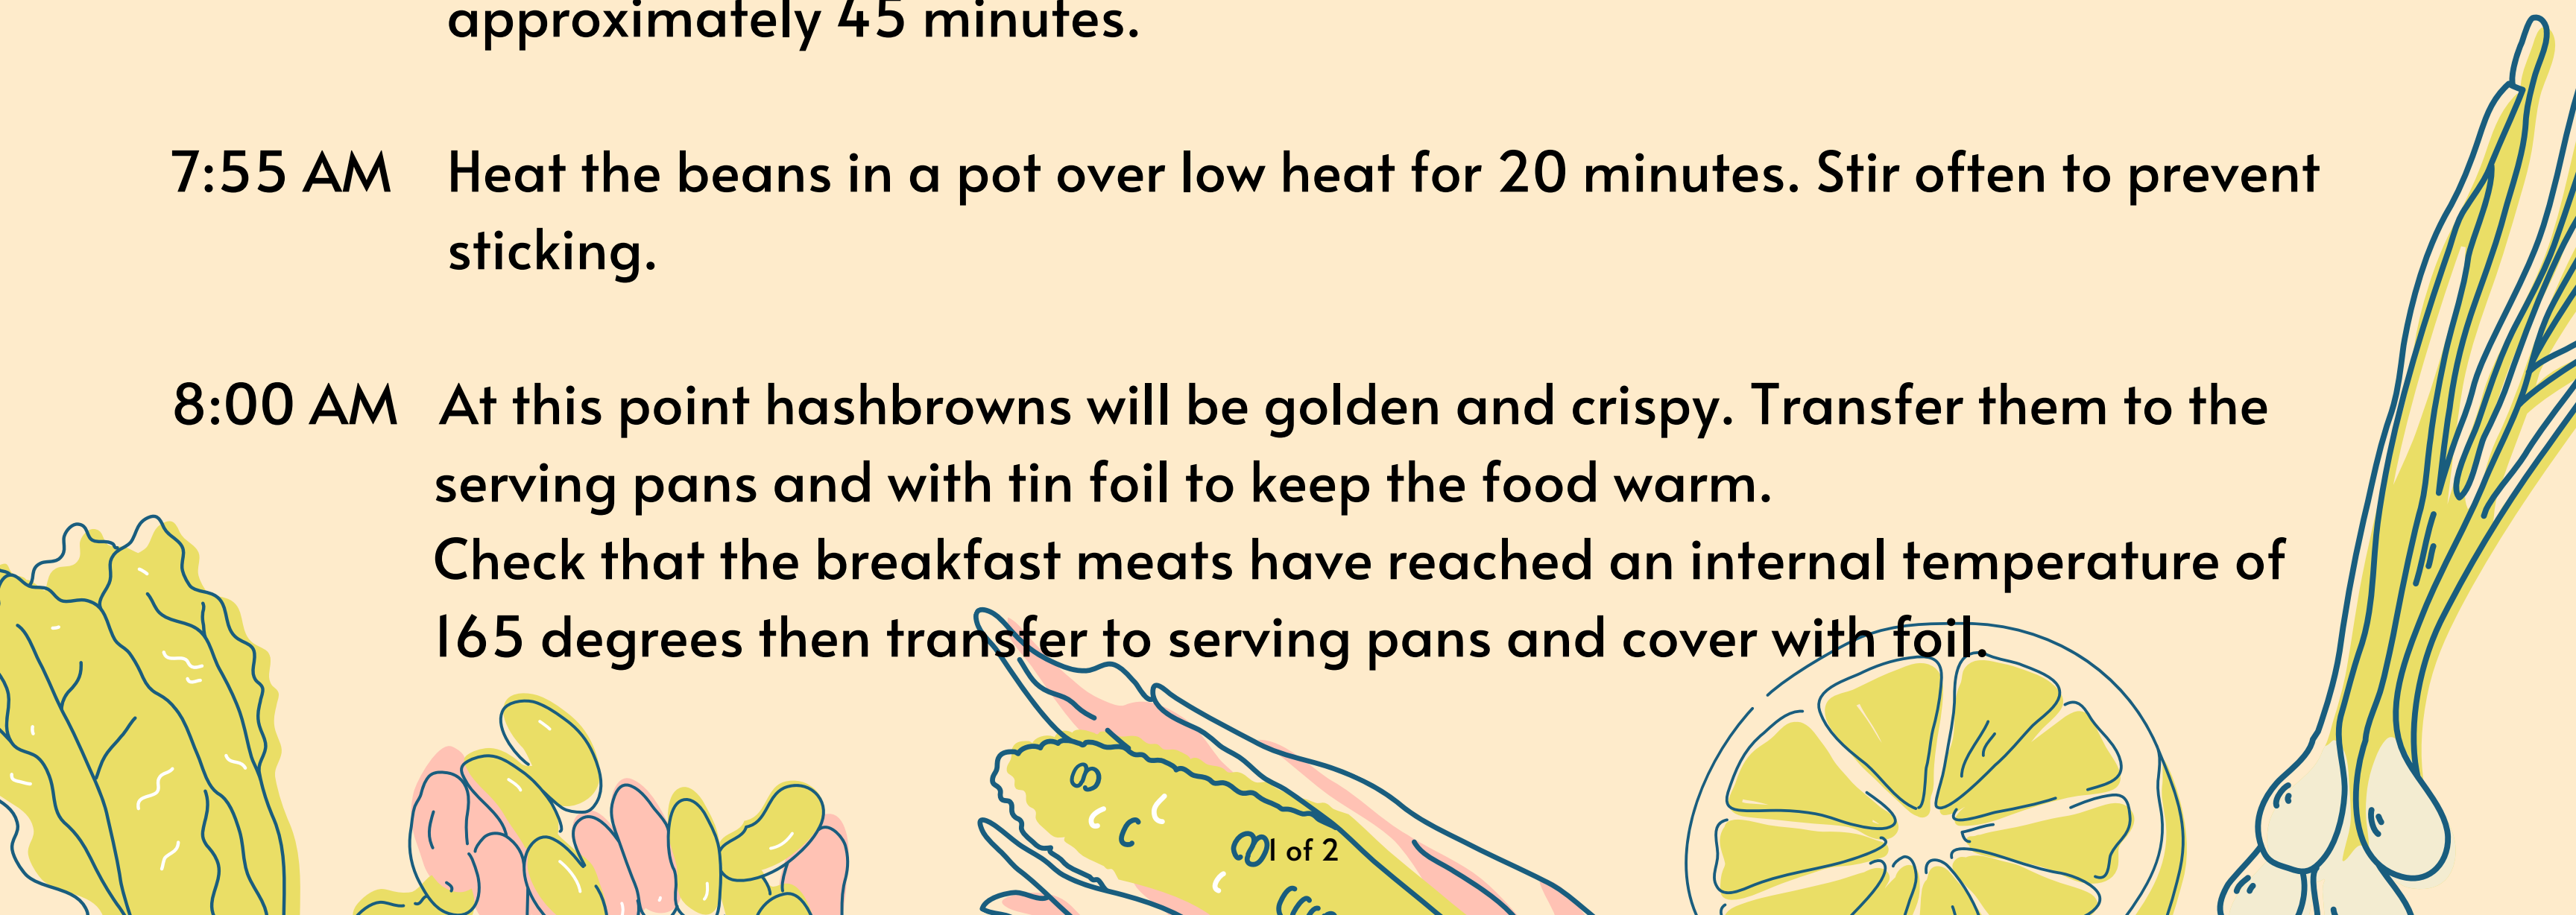 approximately 45 minutes.
7:55 AM Heat the beans in a pot over low heat for 20 minutes. Stir often to prevent
sticking.
8:00 AM At this point hashbrowns will be golden and crispy. Transfer them to the
serving pans and with tin foil to keep the food warm.
Check that the breakfast meats have reached an internal temperature of
165 degrees then transfer to serving pans and cover with foil.
1 of 2